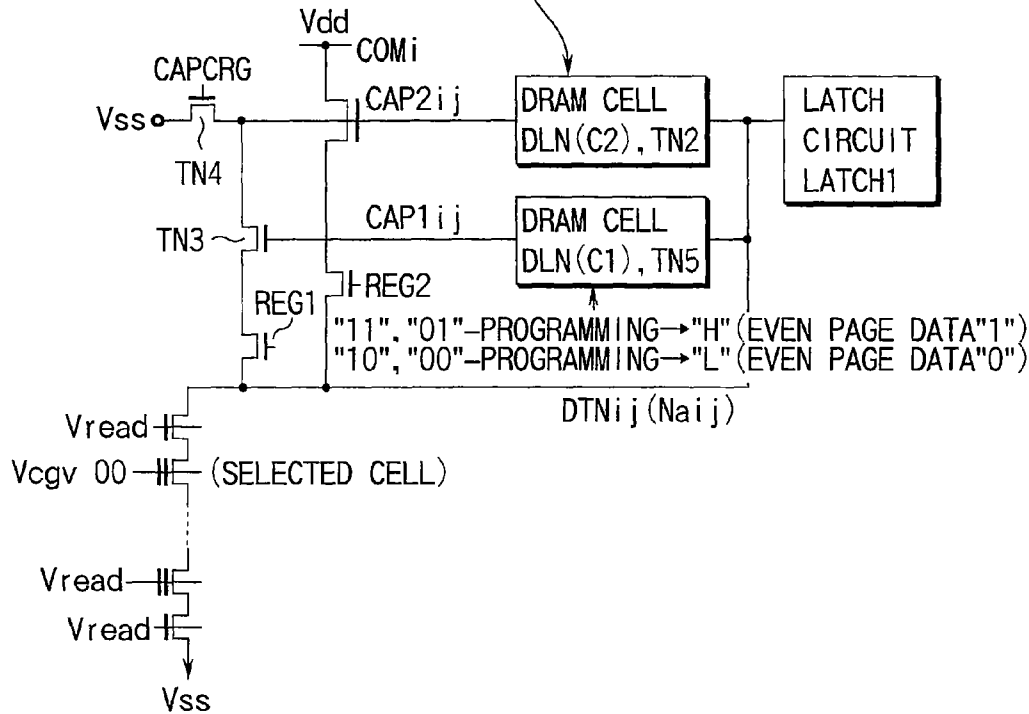 Vdd
COMi
CAPCRG
Vss
TN4
CAP2ij
DRAM CELL
DLN(C2), TN2
LATCH
CIRCUIT
LATCH1
TN3
CAP1ij
DRAM CELL
DLN(C1), TN5
REG1
REG2
"11","01"-PROGRAMMING→"H"(EVEN PAGE DATA"1")
"10","00"-PROGRAMMING→"L"(EVEN PAGE DATA"0")
DTNij(Naij)
Vread
Vcgv 00
(SELECTED CELL)
Vread
Vread
Vss